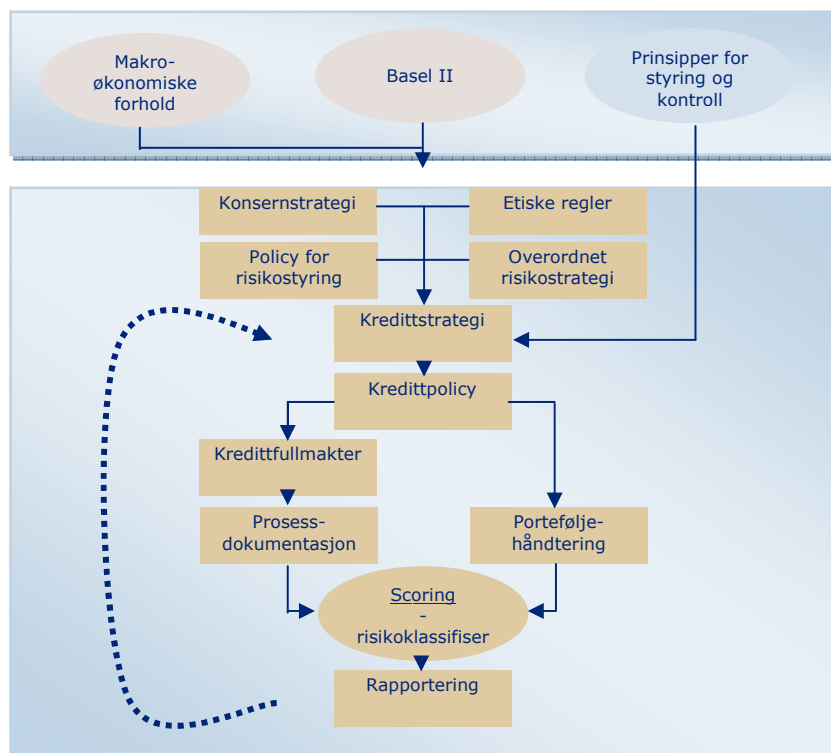 Makro-
økonomiske
forhold
Basel II
Prinsipper for
styring og
kontroll
Konsernstrategi
Etiske regler
Policy for
risikostyring
Overordnet
risikostrategi
Kredittstrategi
Kredittpolicy
Kredittfullmakter
Prosess-
dokumentasjon
Portefølje-
håndtering
Scoring
-
risikoklassifiser
Rapportering